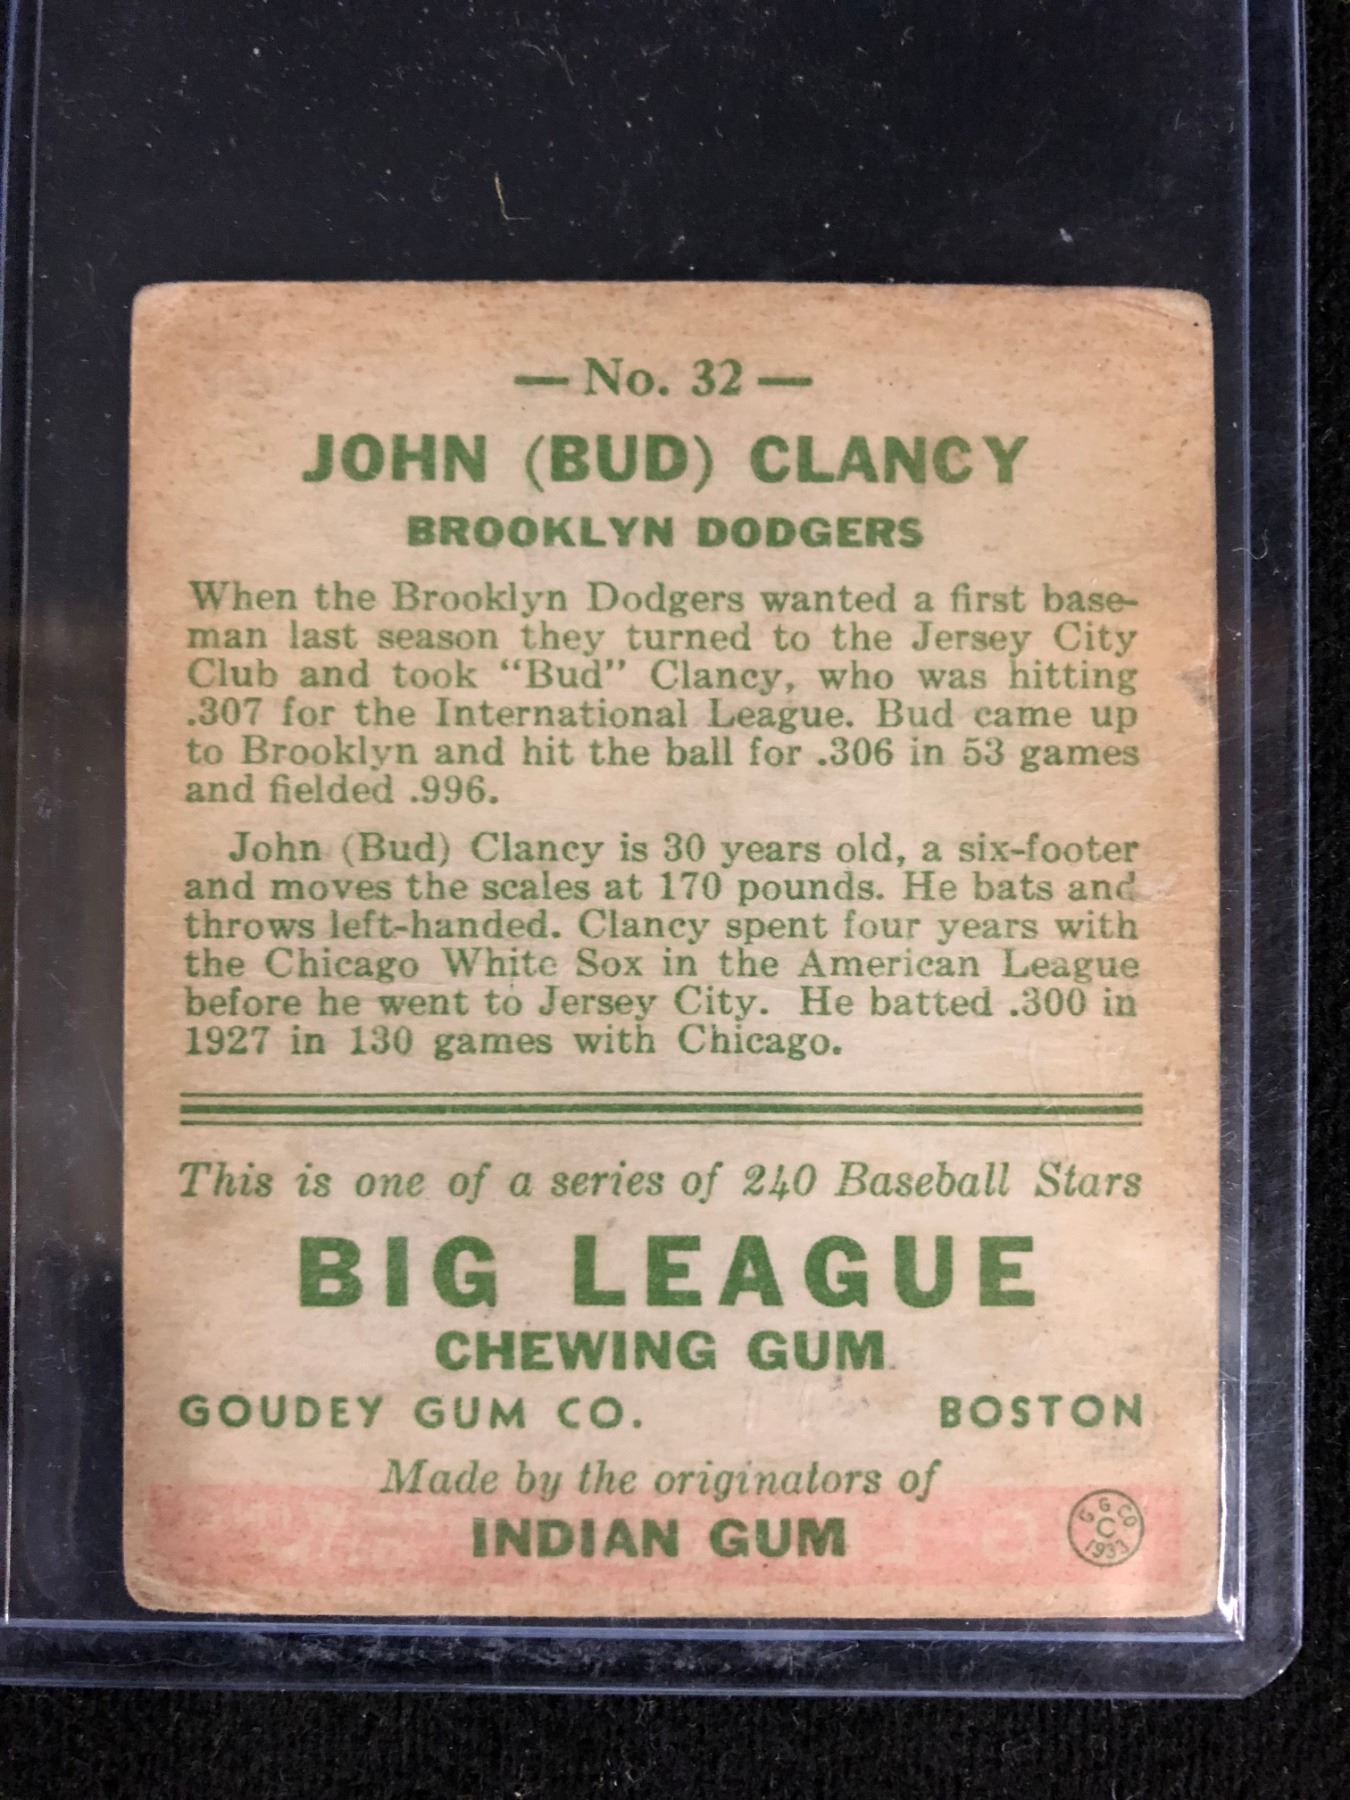 — No. 32 —
JOHN (BUD) CLANCY
BROOKLYN DODGERS
When the Brooklyn Dodgers wanted a first base-
man last season they turned to the Jersey City
Club and took "Bud" Clancy, who was hitting
.307 for the International League. Bud came up
to Brooklyn and hit the ball for .306 in 53 games
and fielded .996.
John (Bud) Clancy is 30 years old, a six-footer
and moves the scales at 170 pounds. He bats and
throws left-handed. Clancy spent four years with
the Chicago White Sox in the American League
before he went to Jersey City. He batted .300 in
1927 in 130 games with Chicago.
This is one of a series of 240 Baseball Stars
BIG LEAGUE
CHEWING GUM
GOUDEY GUM CO. BOSTON
Made by the originators of
INDIAN GUM
G G CO
C
1933